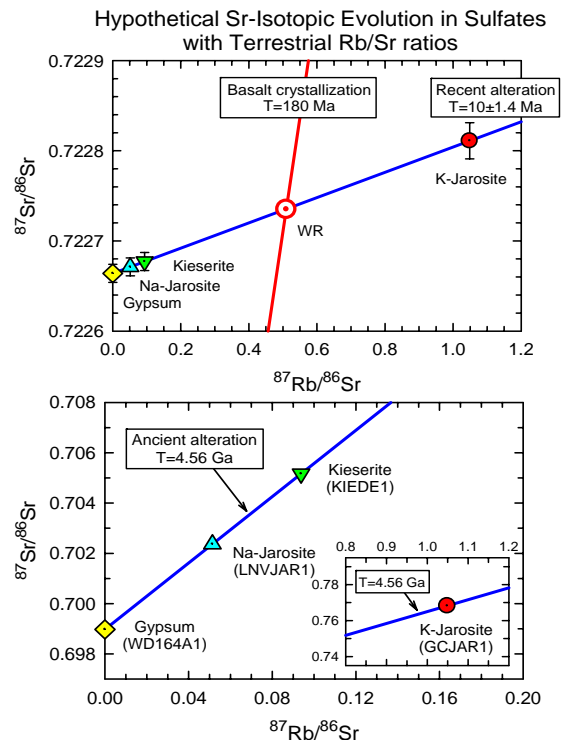 Hypothetical Sr-Isotopic Evolution in Sulfates
with Terrestrial Rb/Sr ratios
0.7229
0.7228
0.7227
0.7226
87Sr/86Sr
Basalt crystallization
T=180 Ma
Recent alteration
T=10±1.4 Ma
K-Jarosite
WR
Kieserite
Na-Jarosite
Gypsum
0.0 0.2 0.4 0.6 0.8 1.0 1.2
87Rb/86Sr
0.708
0.706
0.704
0.702
0.700
0.698
87Sr/86Sr
Ancient alteration
T=4.56 Ga
Kieserite
(KIEDE1)
Na-Jarosite
(LNVJAR1)
Gypsum
(WD164A1)
0.8 0.9 1.0 1.1 1.2
0.78
0.76
0.74
T=4.56 Ga
K-Jarosite
(GCJAR1)
0.00 0.04 0.08 0.12 0.16 0.20
87Rb/86Sr